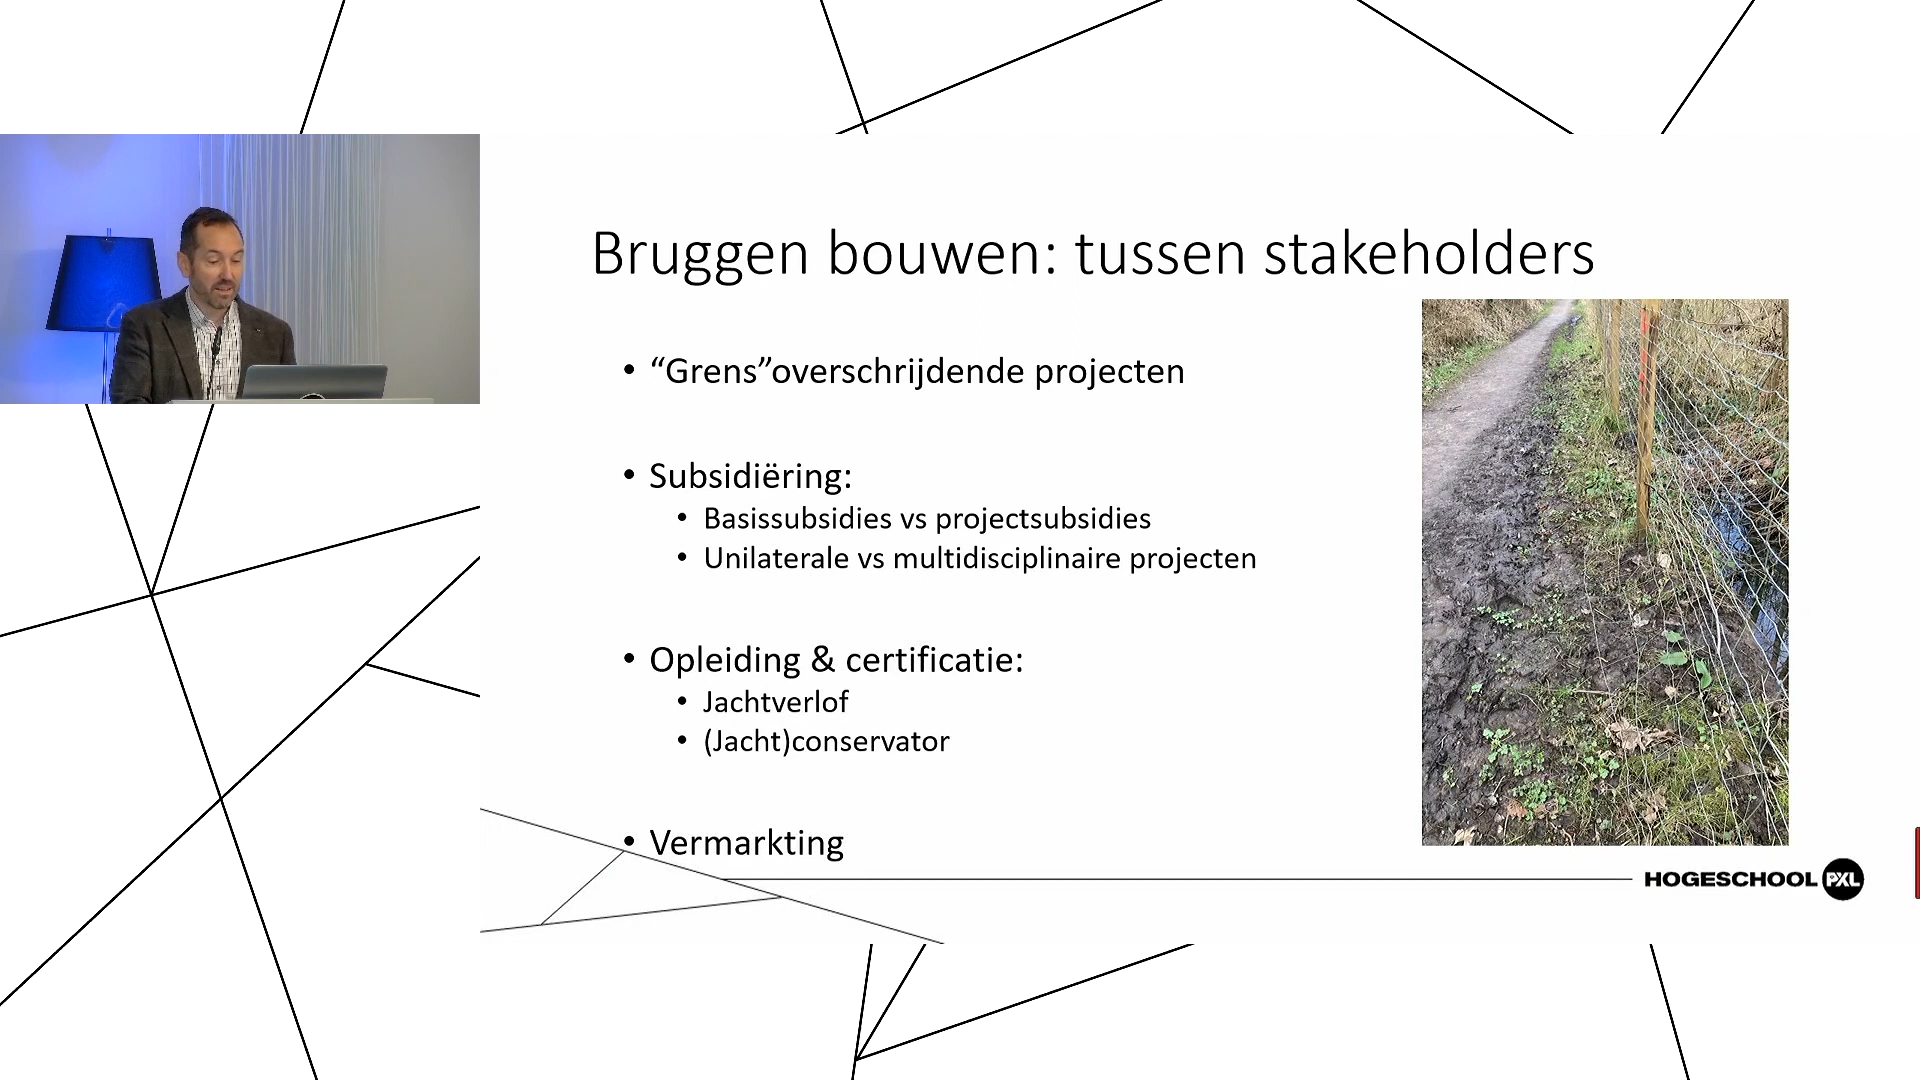 Bruggen bouwen: tussen stakeholders
• “Grens”overschrijdende projecten
• Subsidiëring:
• Basissubsidies vs projectsubsidies
• Unilaterale vs multidisciplinaire projecten
• Opleiding & certificatie:
• Jachtverlof
• (Jacht)conservator
• Vermarkting
HOGESCHOOL PXL